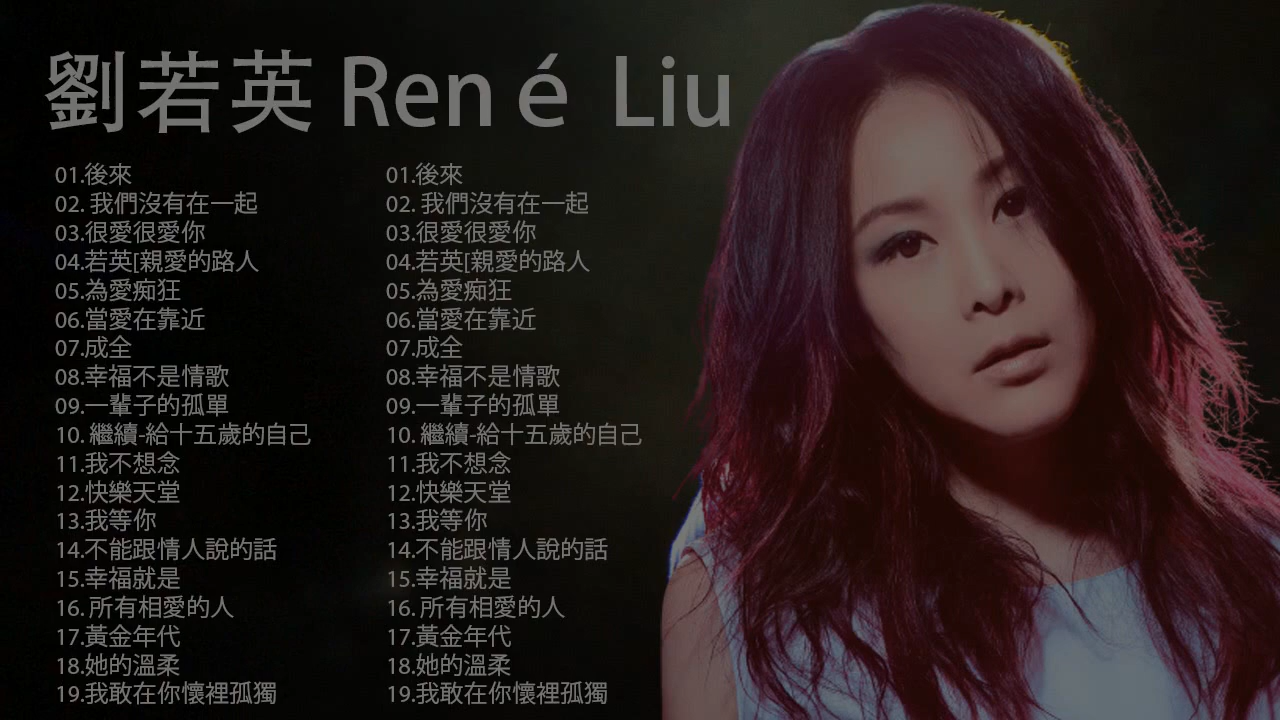 劉若英 Ren é Liu
01.後來
02. 我們沒有在一起
03.很愛很愛你
04.若英[親愛的路人
05.為愛痴狂
06.當愛在靠近
07.成全
08.幸福不是情歌
09.一輩子的孤單
10. 繼續-給十五歲的自己
11.我不想念
12.快樂天堂
13.我等你
14.不能跟情人說的話
15.幸福就是
16. 所有相愛的人
17.黃金年代
18.她的溫柔
19.我敢在你懷裡孤獨
01.後來
02. 我們沒有在一起
03.很愛很愛你
04.若英[親愛的路人
05.為愛痴狂
06.當愛在靠近
07.成全
08.幸福不是情歌
09.一輩子的孤單
10. 繼續-給十五歲的自己
11.我不想念
12.快樂天堂
13.我等你
14.不能跟情人說的話
15.幸福就是
16. 所有相愛的人
17.黃金年代
18.她的溫柔
19.我敢在你懷裡孤獨